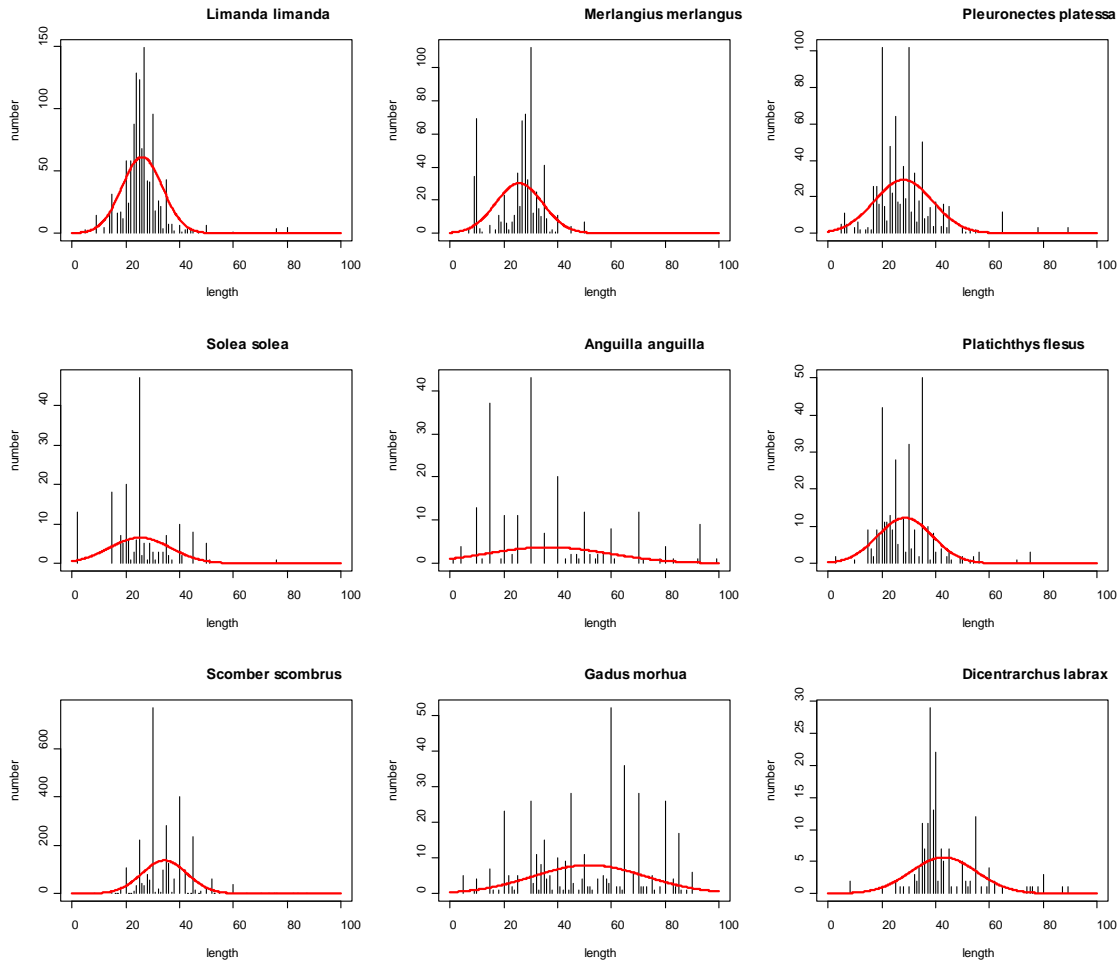 Limanda limanda
number
0 50 100 150
0 20 40 60 80 100
length
Merlangius merlangus
number
0 20 40 60 80 100
0 20 40 60 80 100
length
Pleuronectes platessa
number
0 20 40 60 80 100
0 20 40 60 80 100
length
Solea solea
number
0 10 20 30 40
0 20 40 60 80 100
length
Anguilla anguilla
number
0 10 20 30 40
0 20 40 60 80 100
length
Platichthys flesus
number
0 10 20 30 40 50
0 20 40 60 80 100
length
Scomber scombrus
number
0 200 400 600
0 20 40 60 80 100
length
Gadus morhua
number
0 10 20 30 40 50
0 20 40 60 80 100
length
Dicentrarchus labrax
number
0 5 10 15 20 25 30
0 20 40 60 80 100
length